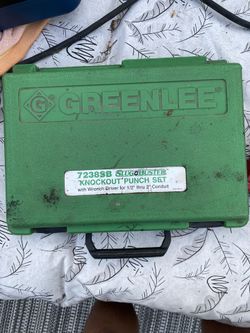 G GREENLEE
7238SB SLUG BUSTER
KNOCKOUT PUNCH SET
with Wrench Driver for 1/2" thru 2" Conduit